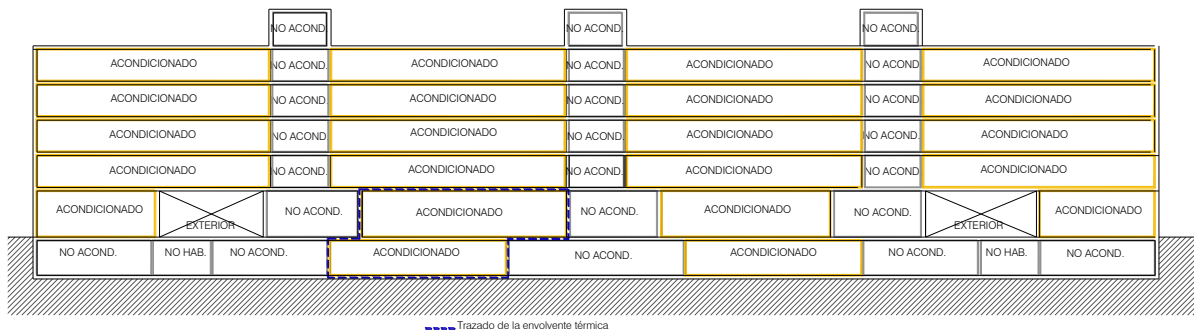 NO ACOND. NO ACOND. NO ACOND.
ACONDICIONADO NO ACOND. ACONDICIONADO NO ACOND. ACONDICIONADO NO ACOND. ACONDICIONADO
ACONDICIONADO NO ACOND. ACONDICIONADO NO ACOND. ACONDICIONADO NO ACOND ACONDICIONADO
ACONDICIONADO NO ACOND ACONDICIONADO NO ACOND. ACONDICIONADO NO ACOND. ACONDICIONADO
ACONDICIONADO NO ACOND. ACONDICIONADO NO ACOND. ACONDICIONADO NO ACOND. ACONDICIONADO
ACONDICIONADO EXTERIOR NO ACOND. ACONDICIONADO NO ACOND. ACONDICIONADO NO ACOND. EXTERIOR ACONDICIONADO
NO ACOND. NO HAB. NO ACOND. ACONDICIONADO NO ACOND. ACONDICIONADO NO ACOND. NO HAB. NO ACOND.
Trazado de la envolvente térmica